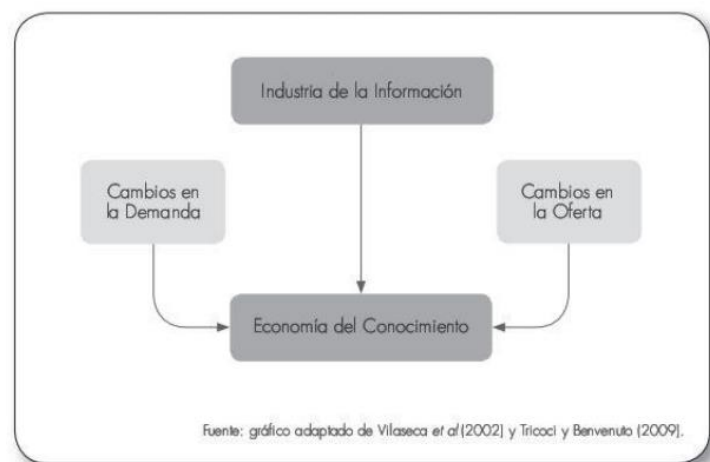 Industria de la Información
Cambios en
la Demanda
Cambios en
la Oferta
Economía del Conocimiento
Fuente: gráfico adaptado de Vilaseca et al (2002) y Tricoci y Benvenuto (2009).